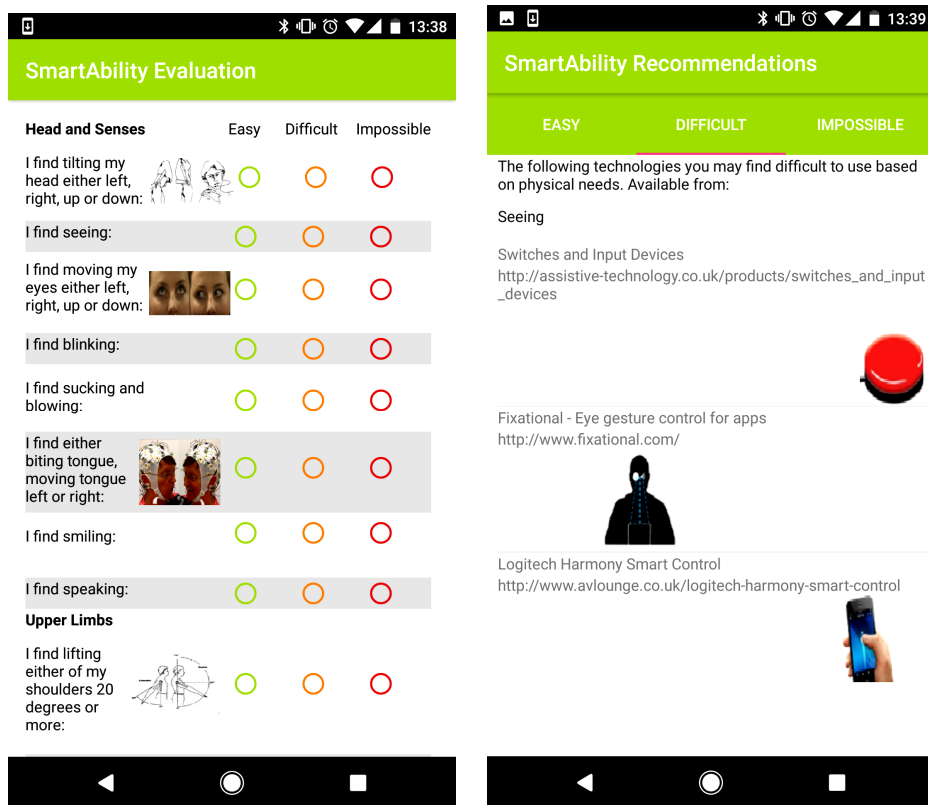 13:38
SmartAbility Evaluation
Head and Senses Easy Difficult Impossible
I find tilting my
head either left,
right, up or down:
I find seeing:
I find moving my
eyes either left,
right, up or down:
I find blinking:
I find sucking and
blowing:
I find either
biting tongue,
moving tongue
left or right:
I find smiling:
I find speaking:
Upper Limbs
I find lifting
either of my
shoulders 20
degrees or
more:
13:39
SmartAbility Recommendations
EASY DIFFICULT IMPOSSIBLE
The following technologies you may find difficult to use based
on physical needs. Available from:
Seeing
Switches and Input Devices
http://assistive-technology.co.uk/products/switches_and_input
_devices
Fixational - Eye gesture control for apps
http://www.fixational.com/
Logitech Harmony Smart Control
http://www.avlounge.co.uk/logitech-harmony-smart-control